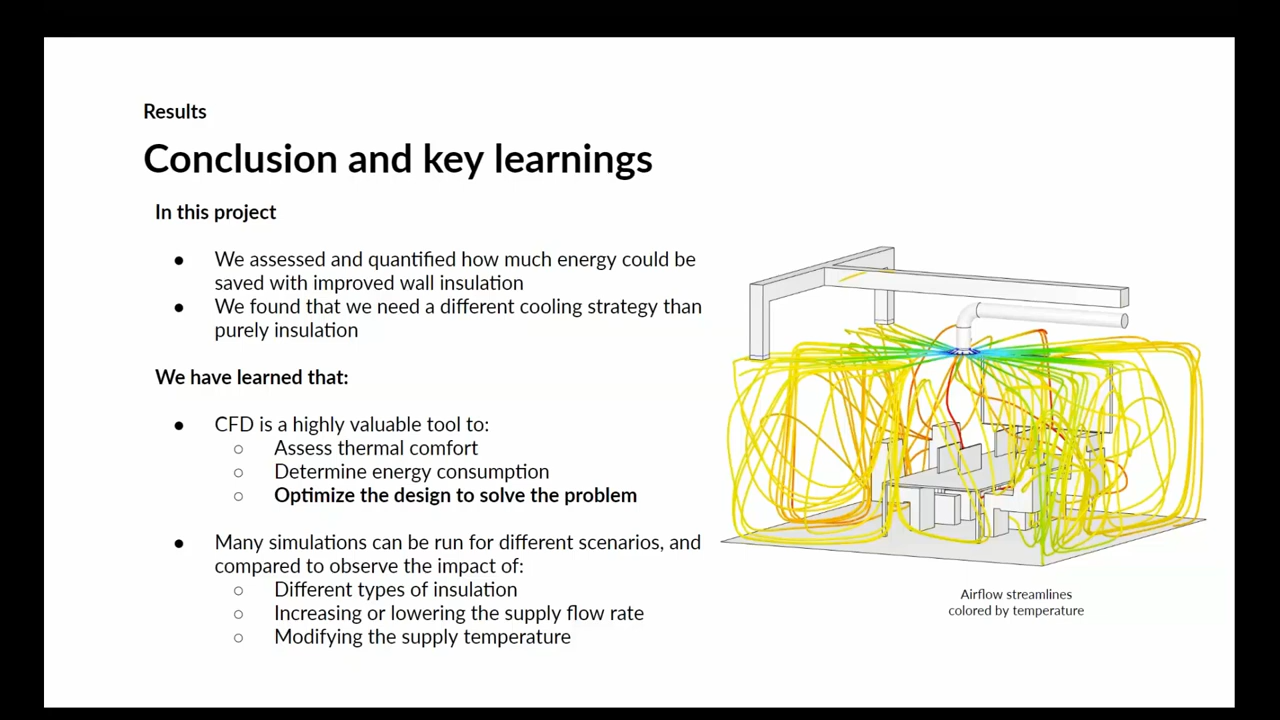 Results
Conclusion and key learnings
In this project
● We assessed and quantified how much energy could be
saved with improved wall insulation
● We found that we need a different cooling strategy than
purely insulation
We have learned that:
● CFD is a highly valuable tool to:
○ Assess thermal comfort
○ Determine energy consumption
○ Optimize the design to solve the problem
● Many simulations can be run for different scenarios, and
compared to observe the impact of:
○ Different types of insulation
○ Increasing or lowering the supply flow rate
○ Modifying the supply temperature
Airflow streamlines
colored by temperature